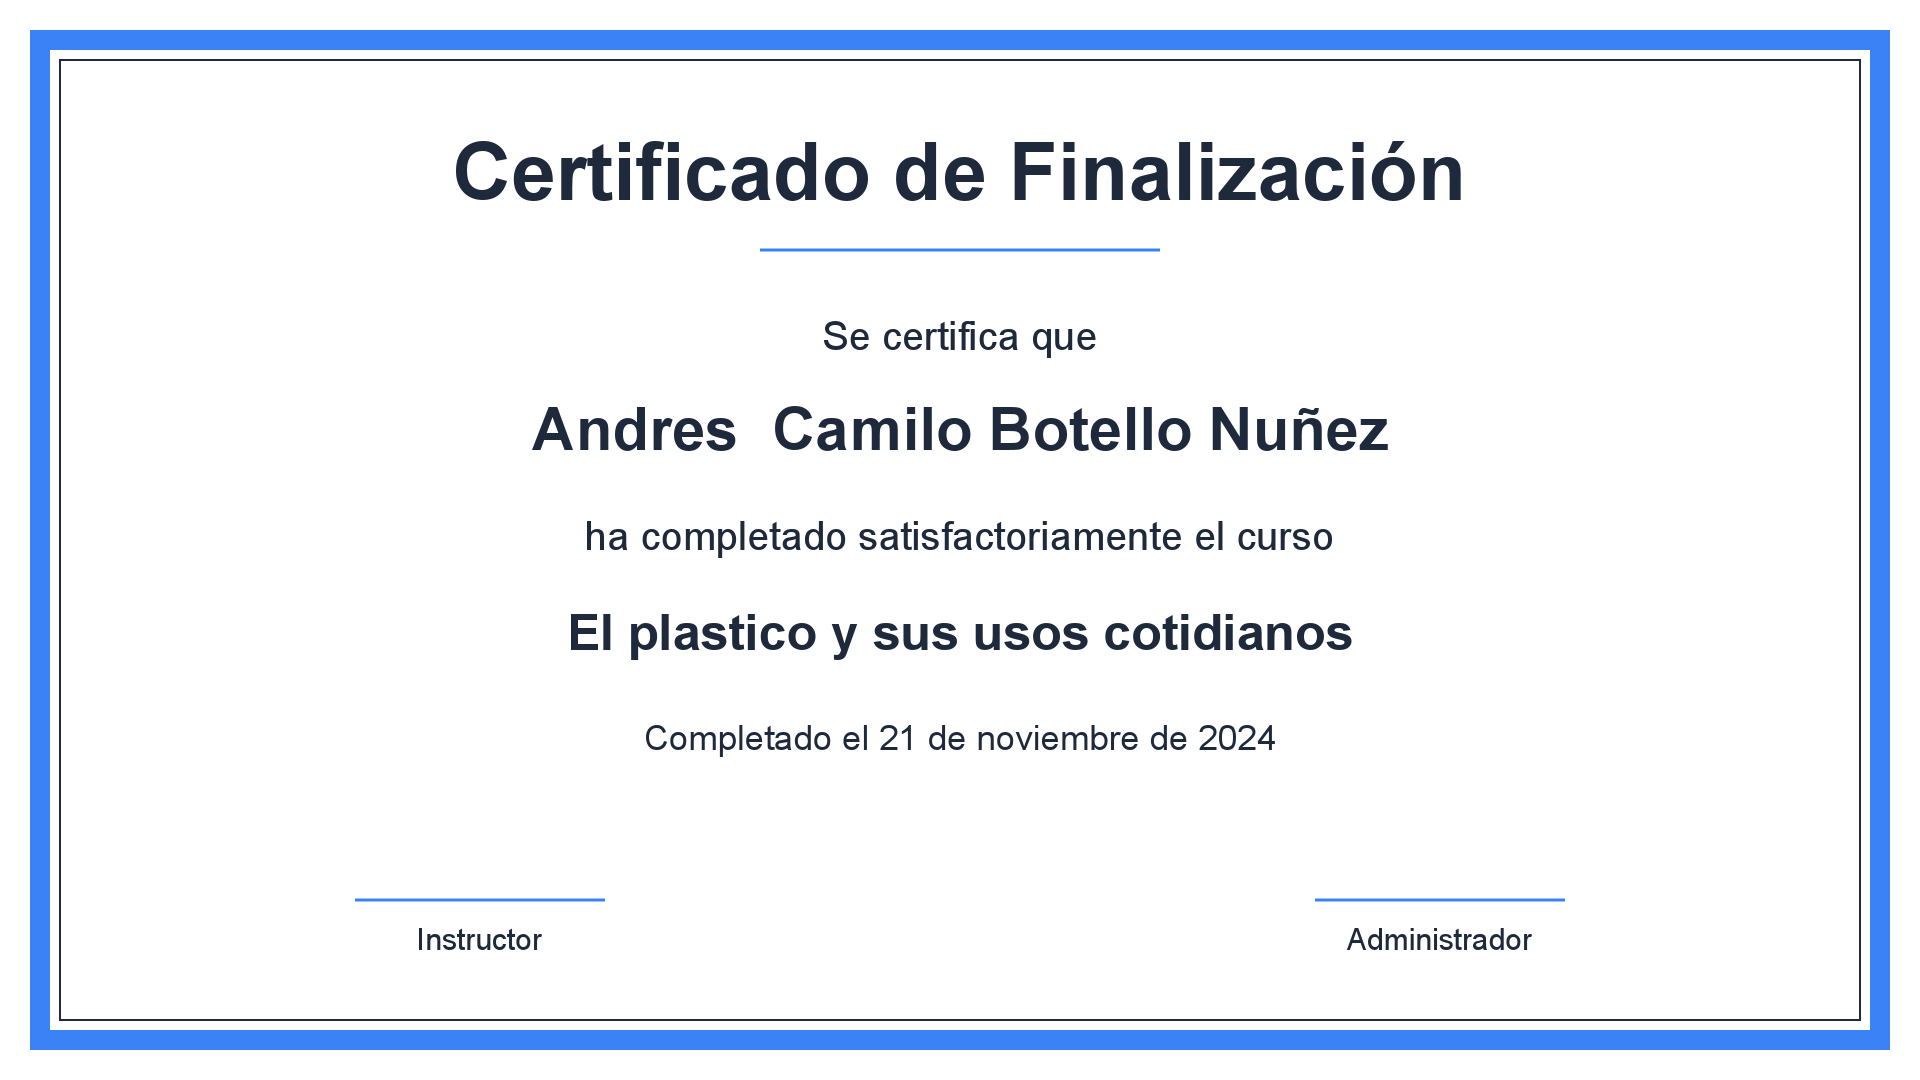 Certificado de Finalización
Se certifica que
Andres  Camilo Botello Nuñez
ha completado satisfactoriamente el curso
El plastico y sus usos cotidianos
Completado el 21 de noviembre de 2024
Instructor
Administrador